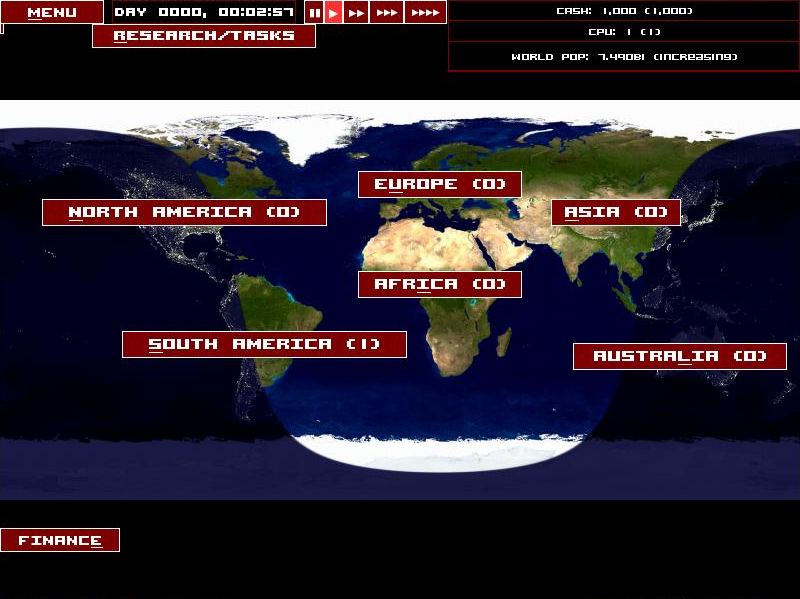 MENU
DAY 0000, 00:02:57
CASH: 1,000 (1,000)
RESEARCH/TASKS
CPU: 1 (1)
WORLD POP: 7.490BI (INCREASING)
EUROPE (0)
NORTH AMERICA (0)
ASIA (0)
AFRICA (0)
SOUTH AMERICA (1)
AUSTRALIA (0)
FINANCE